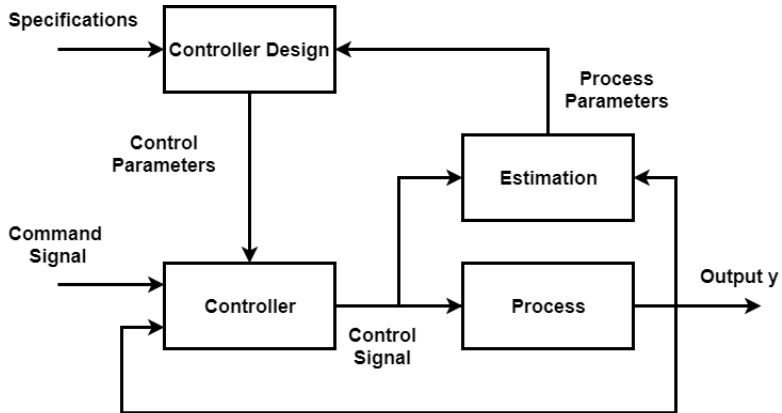 Specifications
Controller Design
Process
Parameters
Control
Parameters
Estimation
Command
Signal
Controller
Control
Signal
Process
Output y